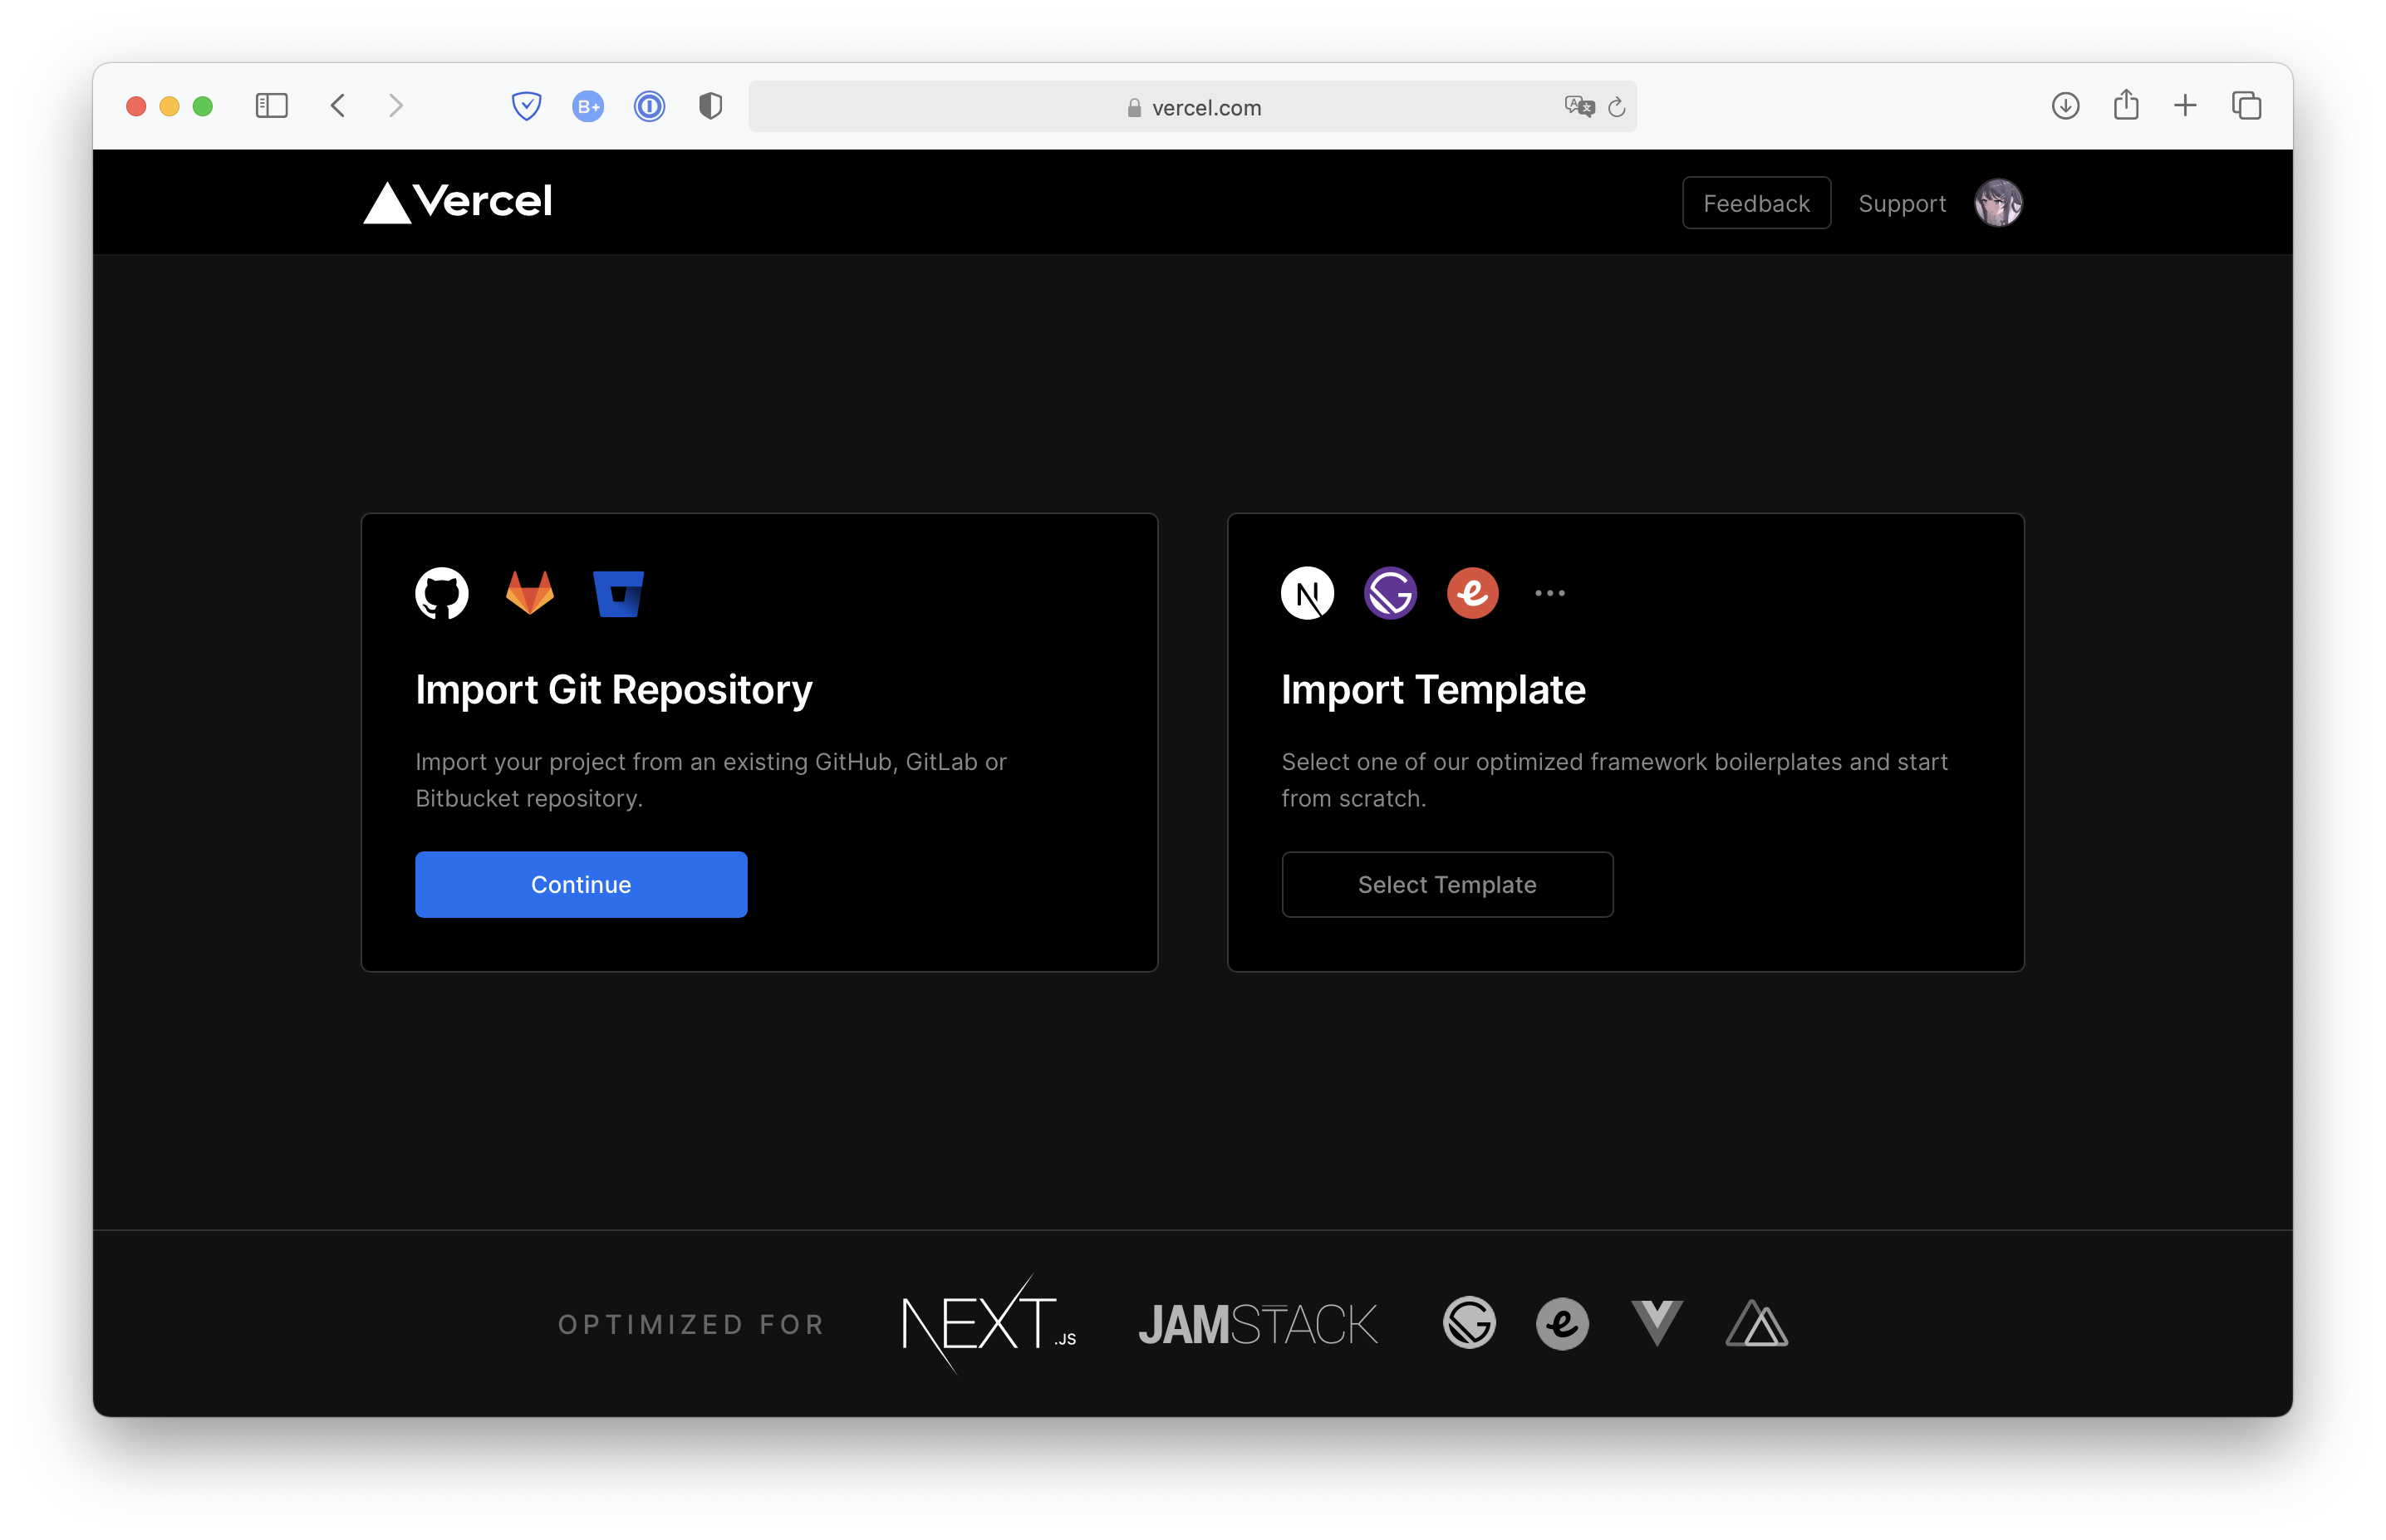 B+
vercel.com
Vercel
Feedback
Support
Import Git Repository
Import your project from an existing GitHub, GitLab or
Bitbucket repository.
Continue
Import Template
Select one of our optimized framework boilerplates and start
from scratch.
Select Template
OPTIMIZED FOR
NEXT.JS
JAMSTACK